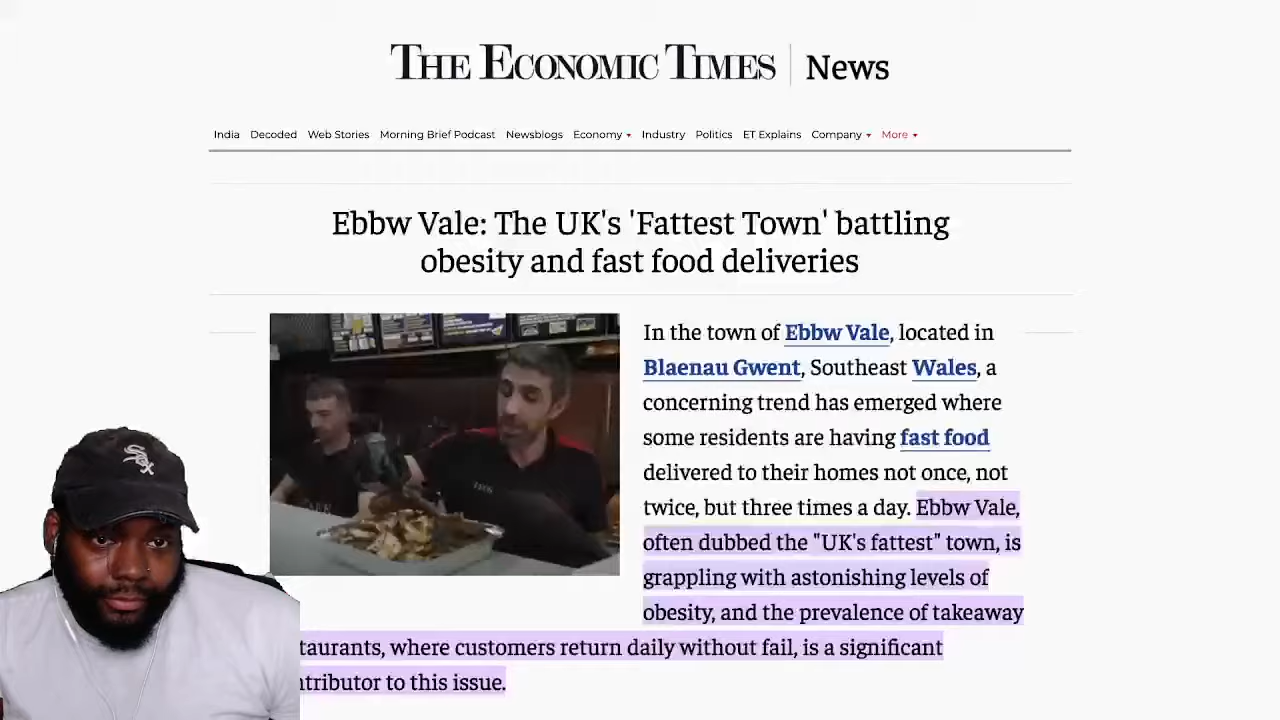 THE ECONOMIC TIMES | News
India Decoded Web Stories Morning Brief Podcast Newsblogs Economy Industry Politics ET Explains Company More
Ebbw Vale: The UK's 'Fattest Town' battling
obesity and fast food deliveries
In the town of Ebbw Vale, located in
Blaenau Gwent, Southeast Wales, a
concerning trend has emerged where
some residents are having fast food
delivered to their homes not once, not
twice, but three times a day. Ebbw Vale,
often dubbed the "UK's fattest" town, is
grappling with astonishing levels of
obesity, and the prevalence of takeaway
taurants, where customers return daily without fail, is a significant
ntributor to this issue.
Sox